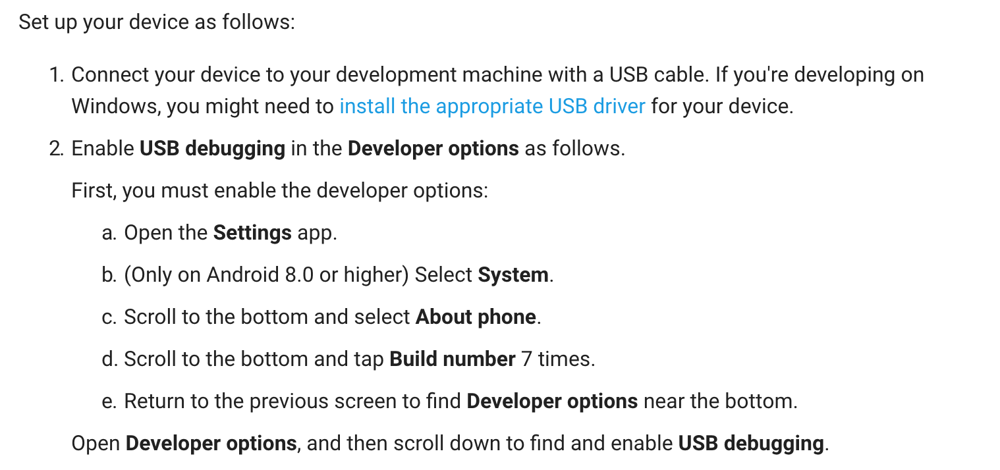 Set up your device as follows:
1. Connect your device to your development machine with a USB cable. If you're developing on
Windows, you might need to install the appropriate USB driver for your device.
2. Enable USB debugging in the Developer options as follows.
First, you must enable the developer options:
a. Open the Settings app.
b. (Only on Android 8.0 or higher) Select System.
c. Scroll to the bottom and select About phone.
d. Scroll to the bottom and tap Build number 7 times.
e. Return to the previous screen to find Developer options near the bottom.
Open Developer options, and then scroll down to find and enable USB debugging.